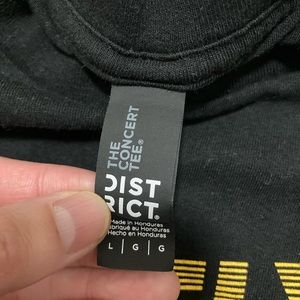 THE
CONCERT
TEE®
DIST
RICT®
Made in Honduras
Fabriqué au Honduras
Hecho en Honduras
L | G | G